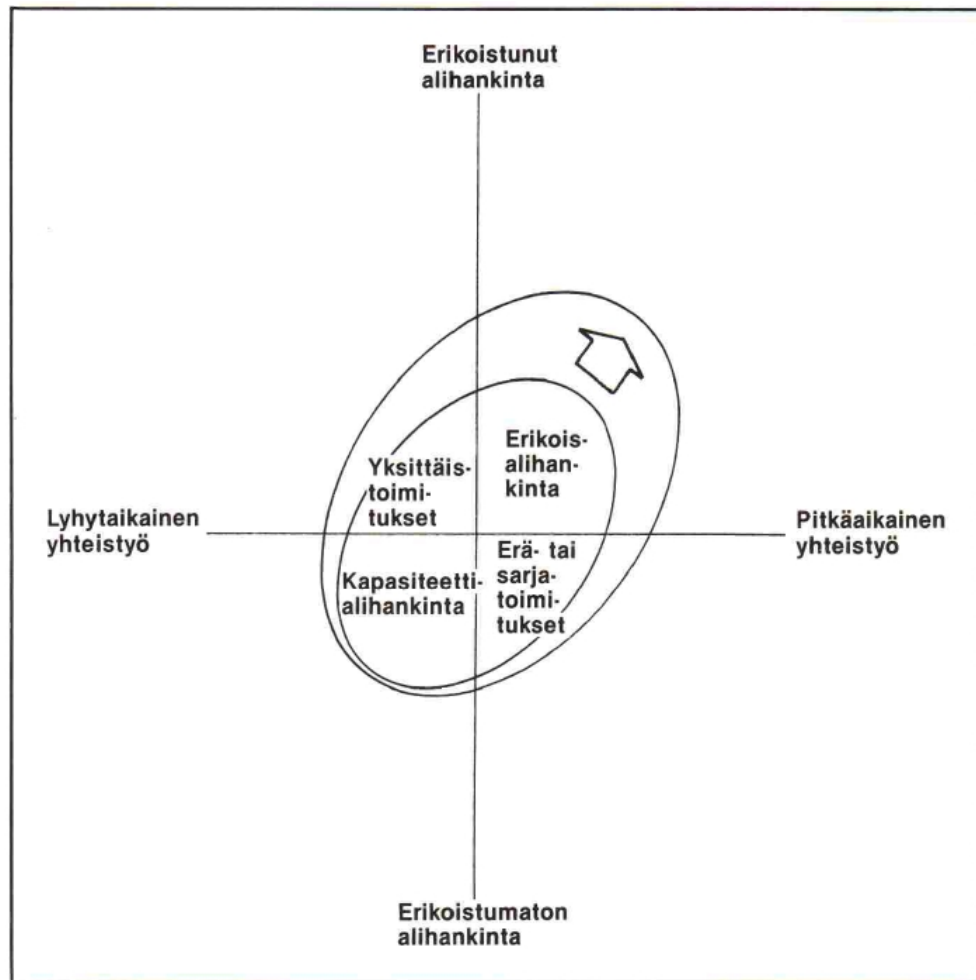 Erikoistunut
alihankinta
Yksittäis-
toimi-
tukset
Erikois-
alihan-
kinta
Lyhytaikainen
yhteistyö
Pitkäaikainen
yhteistyö
Kapasiteetti-
alihankinta
Erä- tai
sarja-
toimi-
tukset
Erikoistumaton
alihankinta